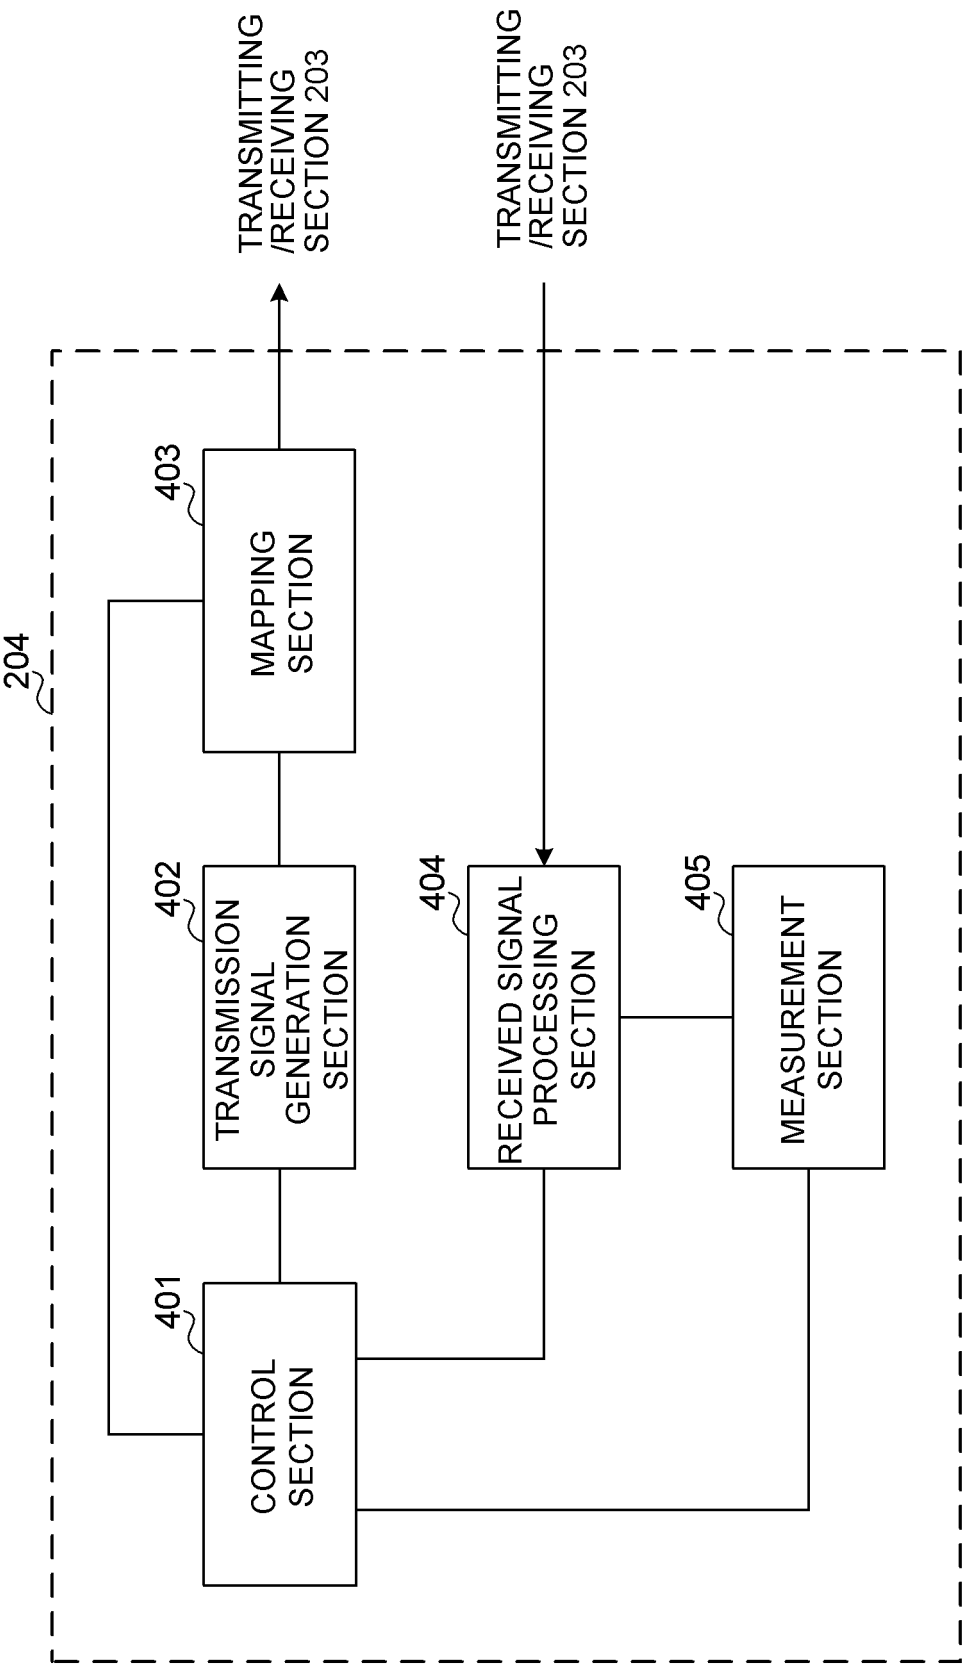 204
401
CONTROL
SECTION
402
TRANSMISSION
SIGNAL
GENERATION
SECTION
403
MAPPING
SECTION
TRANSMITTING
/RECEIVING
SECTION 203
404
RECEIVED SIGNAL
PROCESSING
SECTION
TRANSMITTING
/RECEIVING
SECTION 203
405
MEASUREMENT
SECTION